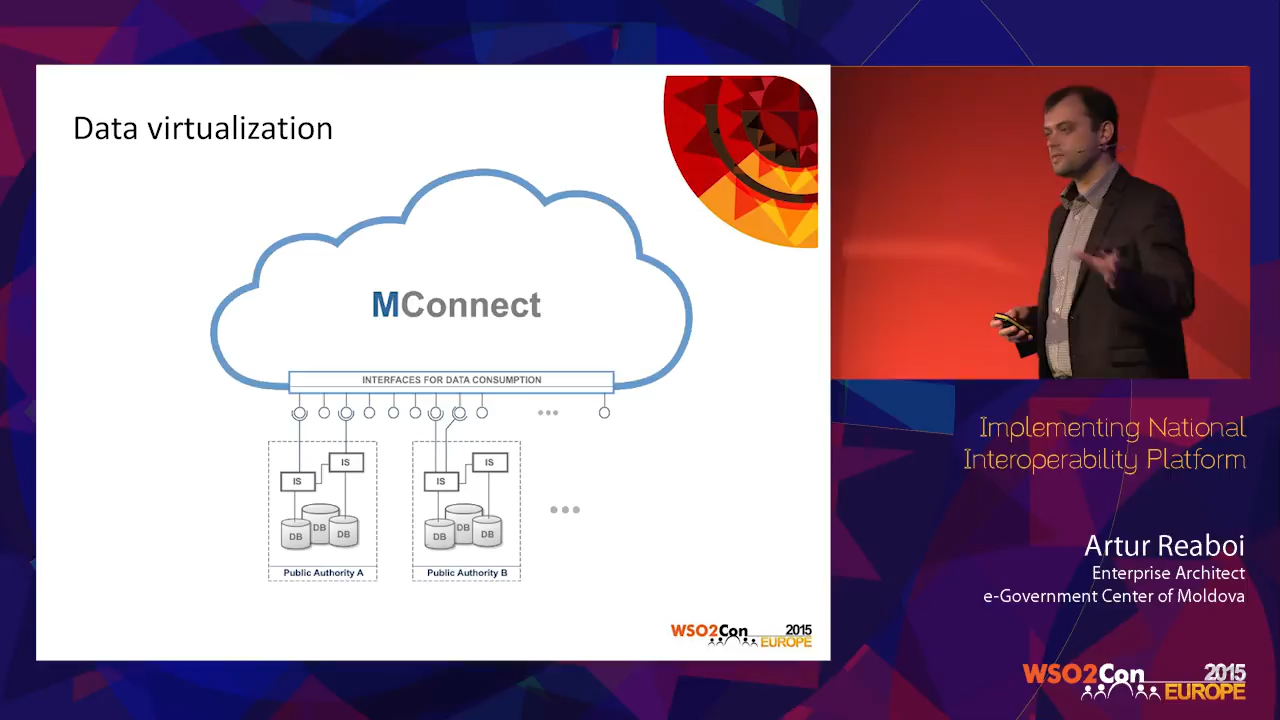 Data virtualization
MConnect
INTERFACES FOR DATA CONSUMPTION
IS
IS
DB
DB
DB
Public Authority A
IS
IS
DB
DB
DB
Public Authority B
WSO2Con 2015
EUROPE
Implementing National
Interoperability Platform
Artur Reaboi
Enterprise Architect
e-Government Center of Moldova
WSO2Con 2015
EUROPE